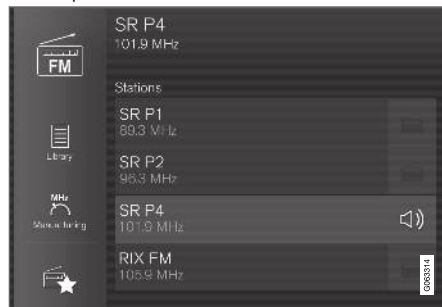 FM
SR P4
101.9 MHz
Stations
SR P1
89.3 MHz
SR P2
96.3 MHz
SR P4
101.9 MHz
RIX FM
105.9 MHz
Library
MHz
Manual tuning
G063314